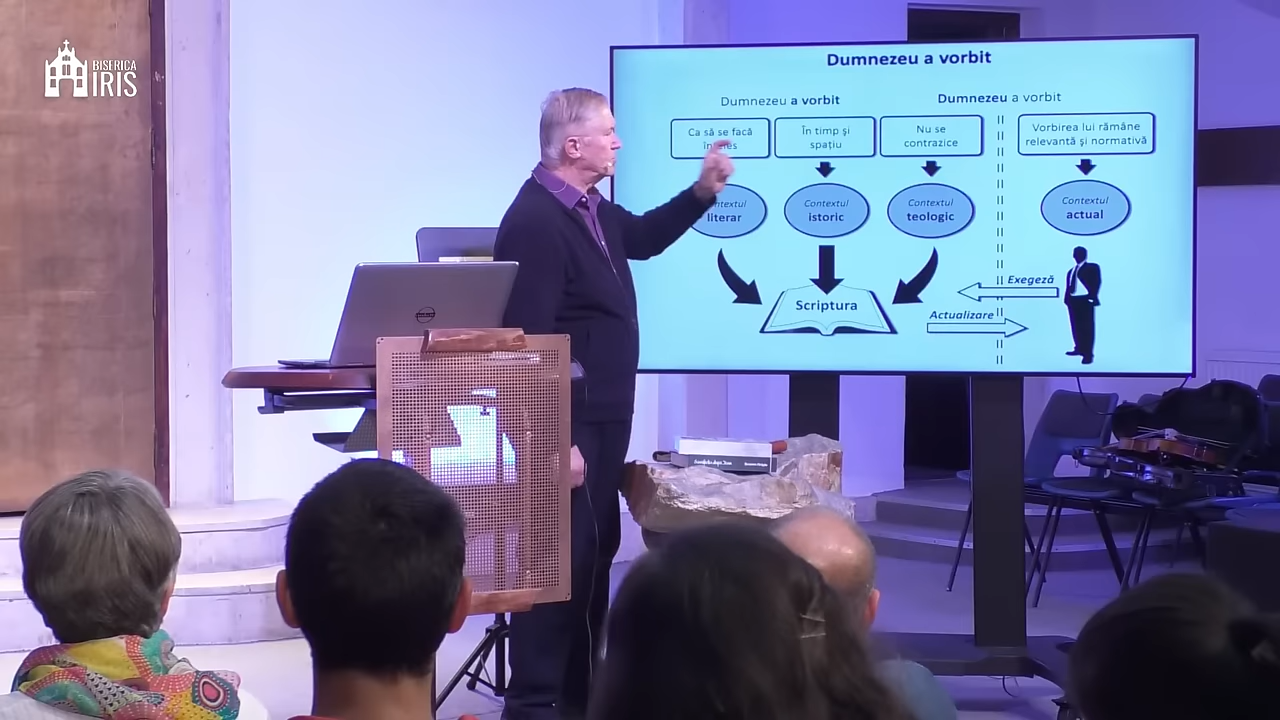 BISERICA
IRIS
Dumnezeu a vorbit
Dumnezeu a vorbit
Dumnezeu a vorbit
Ca să se facă
În timp și
spațiu
Nu se
contrazice
Vorbirea lui rămâne
relevantă și normativă
literar
Contextul
istoric
Contextul
teologic
Contextul
actual
Scriptura
Exegeză
Actualizare